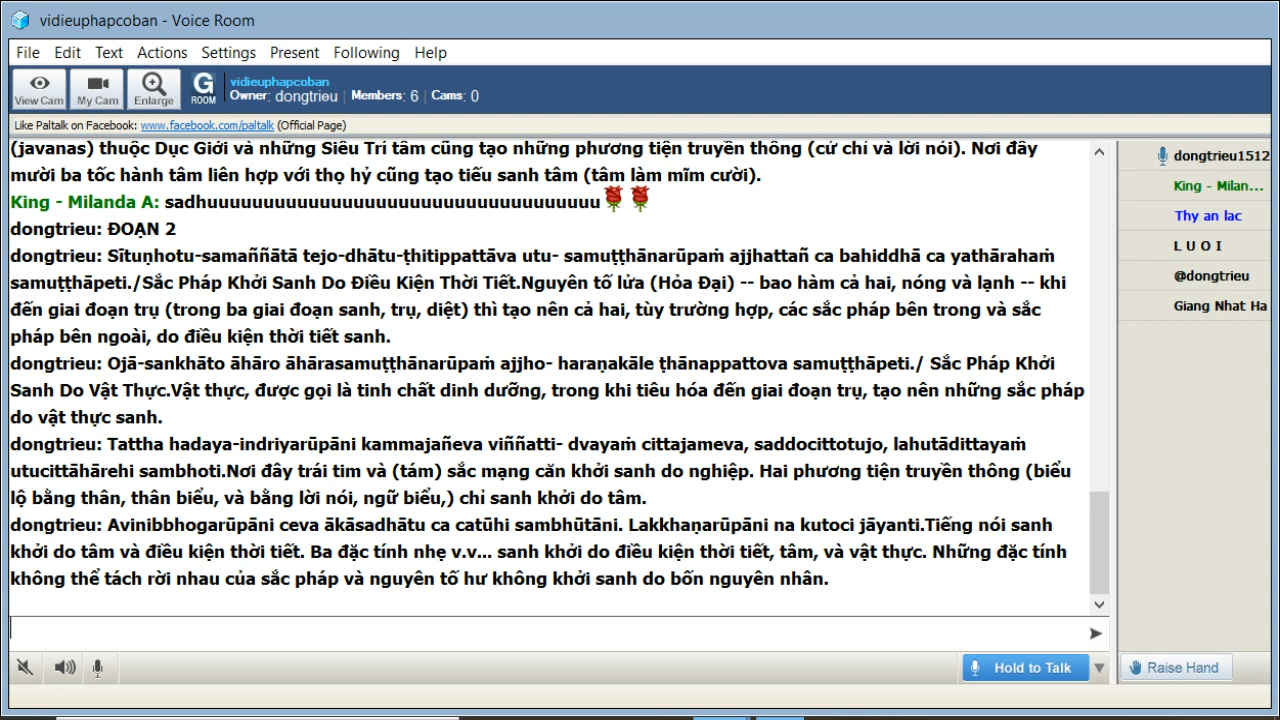 vidieuphapcoban - Voice Room
File Edit Text Actions Settings Present Following Help
View Cam My Cam Enlarge G ROOM
vidieuphapcoban
Owner: dongtrieu | Members: 6 | Cams: 0
Like Paltalk on Facebook: www.facebook.com/paltalk (Official Page)
(javanas) thuộc Dục Giới và những Siêu Trí tâm cũng tạo những phương tiện truyền thông (cử chỉ và lời nói). Nơi đây
mười ba tốc hành tâm liên hợp với thọ hỷ cũng tạo tiếu sanh tâm (tâm làm mĩm cười).
King - Milanda A: sadhuuuuuuuuuuuuuuuuuuuuuuuuuuuuuuuuuuu
dongtrieu: ĐOẠN 2
dongtrieu: Sītuṇhotu-samaññātā tejo-dhātu-ṭhitippattāva utu- samuṭṭhānarūpaṁ ajjhattañ ca bahiddhā ca yathārahaṁ
samuṭṭhāpeti./Sắc Pháp Khởi Sanh Do Điều Kiện Thời Tiết.Nguyên tố lửa (Hỏa Đại) -- bao hàm cả hai, nóng và lạnh -- khi
đến giai đoạn trụ (trong ba giai đoạn sanh, trụ, diệt) thì tạo nên cả hai, tùy trường hợp, các sắc pháp bên trong và sắc
pháp bên ngoài, do điều kiện thời tiết sanh.
dongtrieu: Ojā-sankhāto āhāro āhārasamuṭṭhānarūpaṁ ajjho- haraṇakāle ṭhānappattova samuṭṭhāpeti./ Sắc Pháp Khởi
Sanh Do Vật Thực.Vật thực, được gọi là tinh chất dinh dưỡng, trong khi tiêu hóa đến giai đoạn trụ, tạo nên những sắc pháp
do vật thực sanh.
dongtrieu: Tattha hadaya-indriyarūpāni kammajañeva viññatti- dvayaṁ cittajameva, saddocittotujo, lahutādittayaṁ
utucittāhārehi sambhoti.Nơi đây trái tim và (tám) sắc mạng căn khởi sanh do nghiệp. Hai phương tiện truyền thông (biểu
lộ bằng thân, thân biểu, và bằng lời nói, ngữ biểu,) chỉ sanh khởi do tâm.
dongtrieu: Avinibbhogarūpāni ceva ākāsadhātu ca catūhi sambhūtāni. Lakkhaṇarūpāni na kutoci jāyanti.Tiếng nói sanh
khởi do tâm và điều kiện thời tiết. Ba đặc tính nhẹ v.v... sanh khởi do điều kiện thời tiết, tâm, và vật thực. Những đặc tính
không thể tách rời nhau của sắc pháp và nguyên tố hư không khởi sanh do bốn nguyên nhân.
dongtrieu1512
King - Milan...
Thy an lac
L U O I
@dongtrieu
Giang Nhat Ha
Hold to Talk
Raise Hand